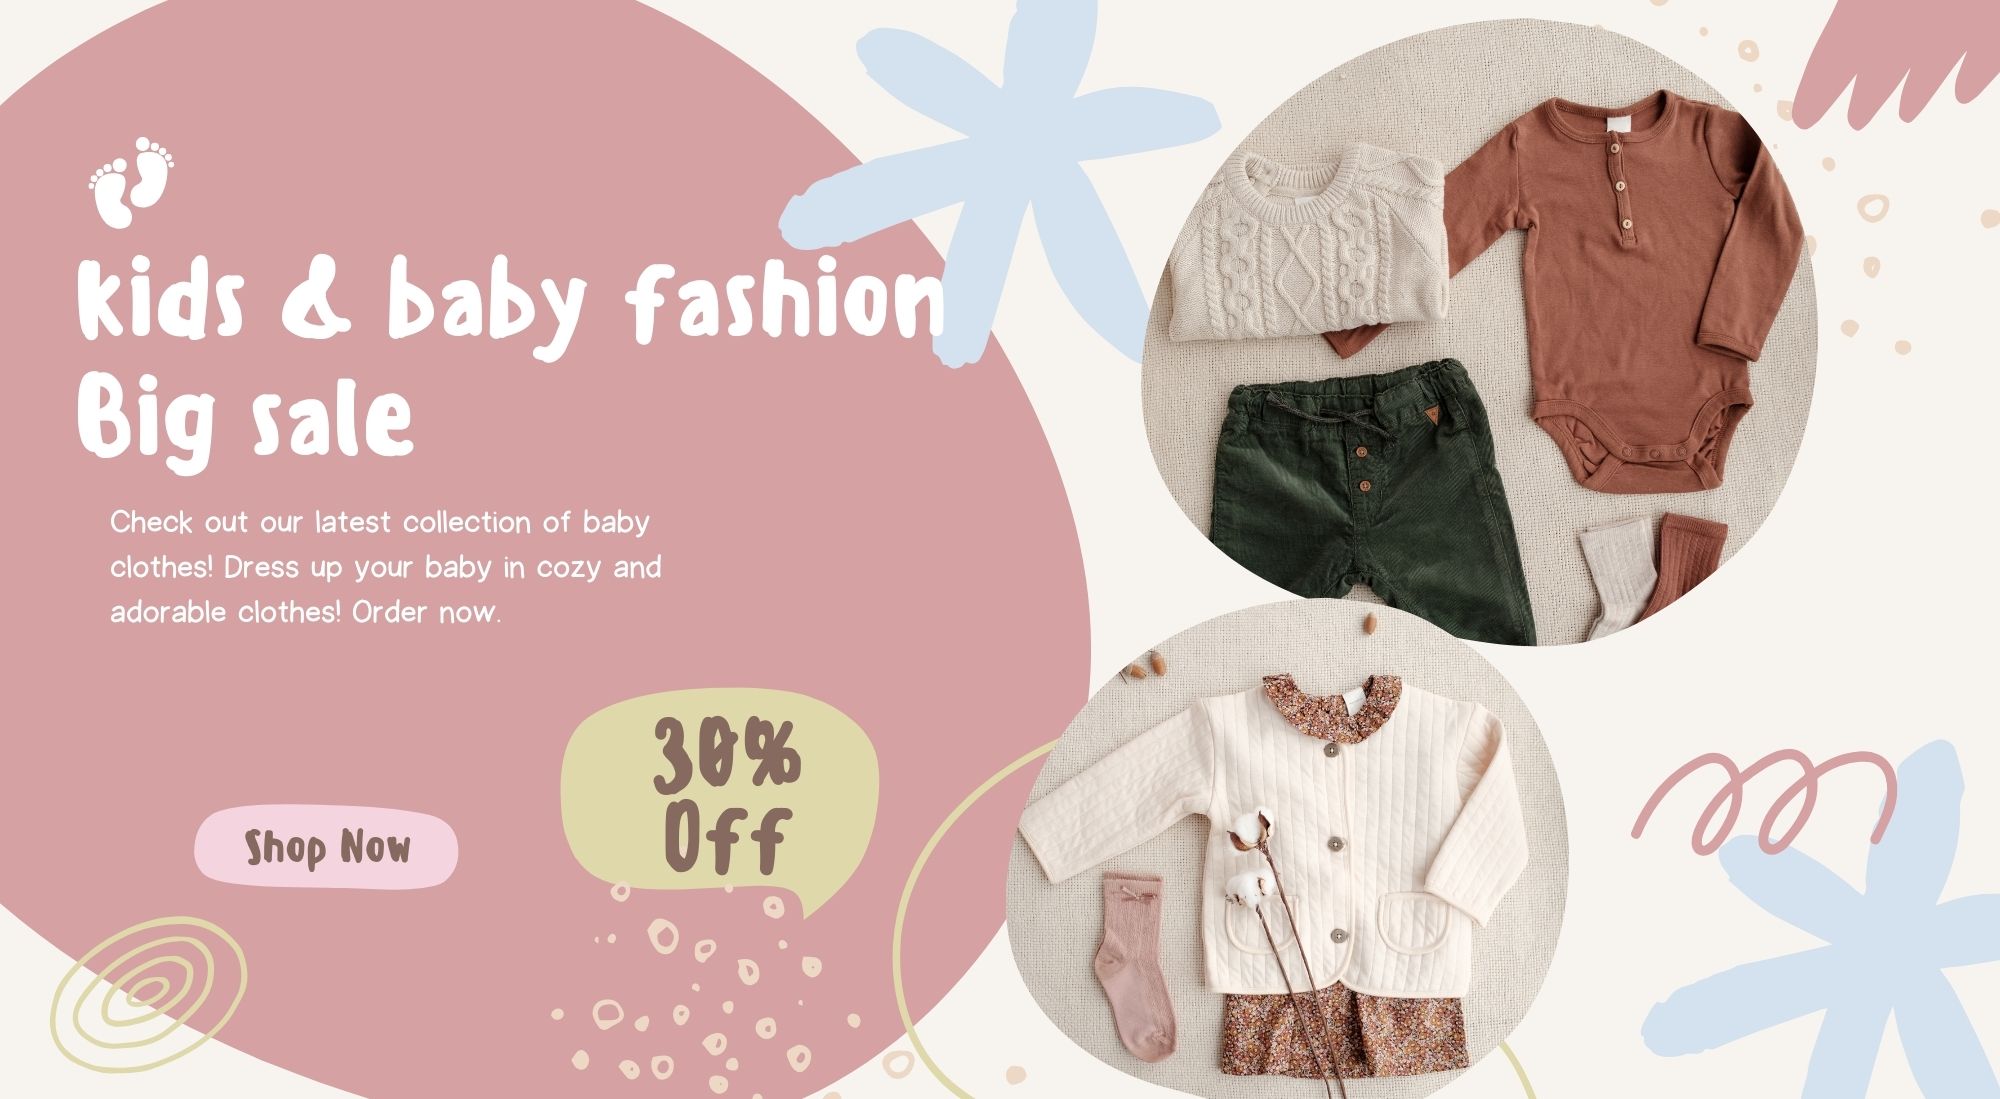 kids & baby fashion
Big sale
Check out our latest collection of baby
clothes! Dress up your baby in cozy and
adorable clothes! Order now.
30%
Off
Shop Now